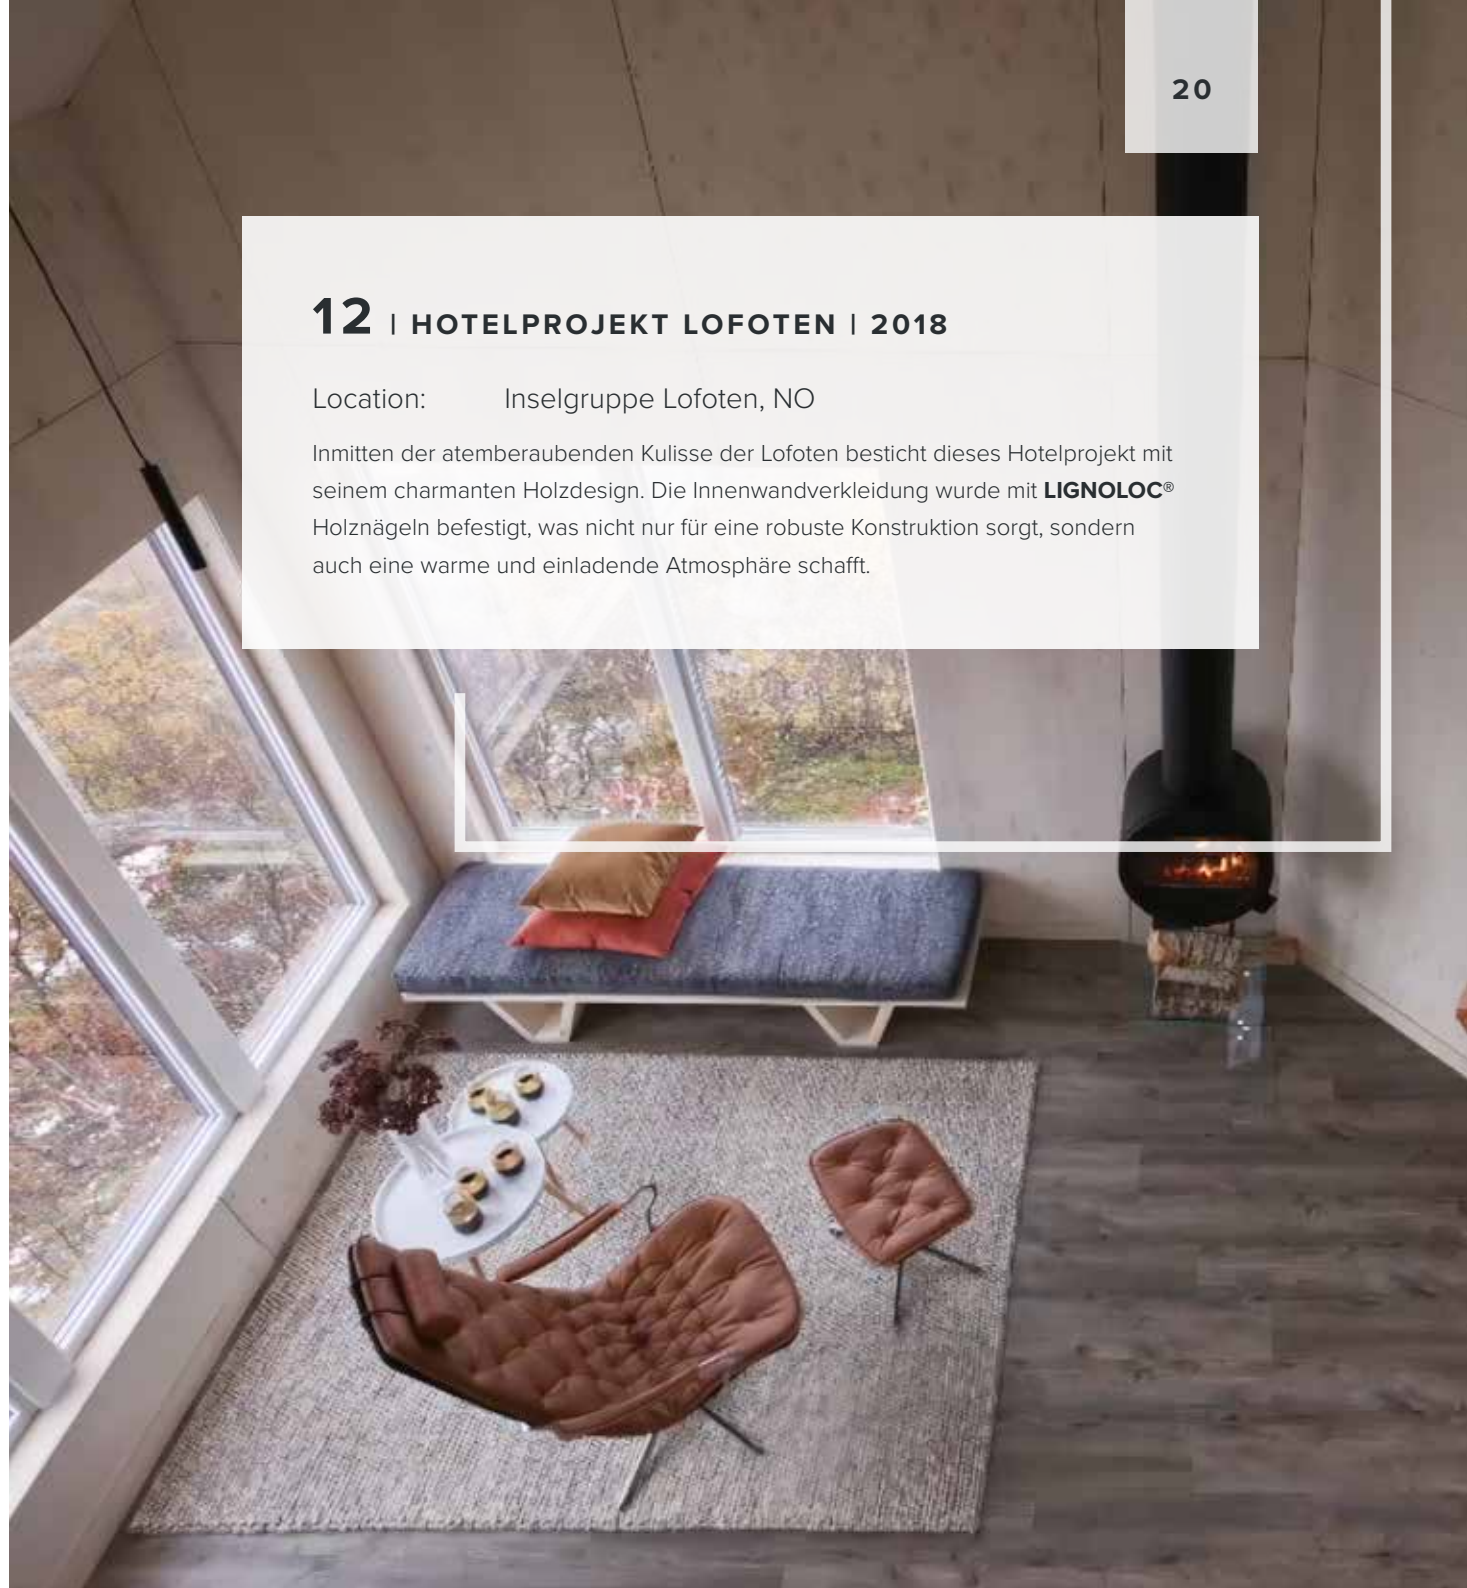 20
12 | HOTELPROJEKT LOFOTEN | 2018
Location: Inselgruppe Lofoten, NO
Inmitten der atemberaubenden Kulisse der Lofoten besticht dieses Hotelprojekt mit
seinem charmanten Holzdesign. Die Innenwandverkleidung wurde mit LIGNOLOC®
Holznägeln befestigt, was nicht nur für eine robuste Konstruktion sorgt, sondern
auch eine warme und einladende Atmosphäre schafft.